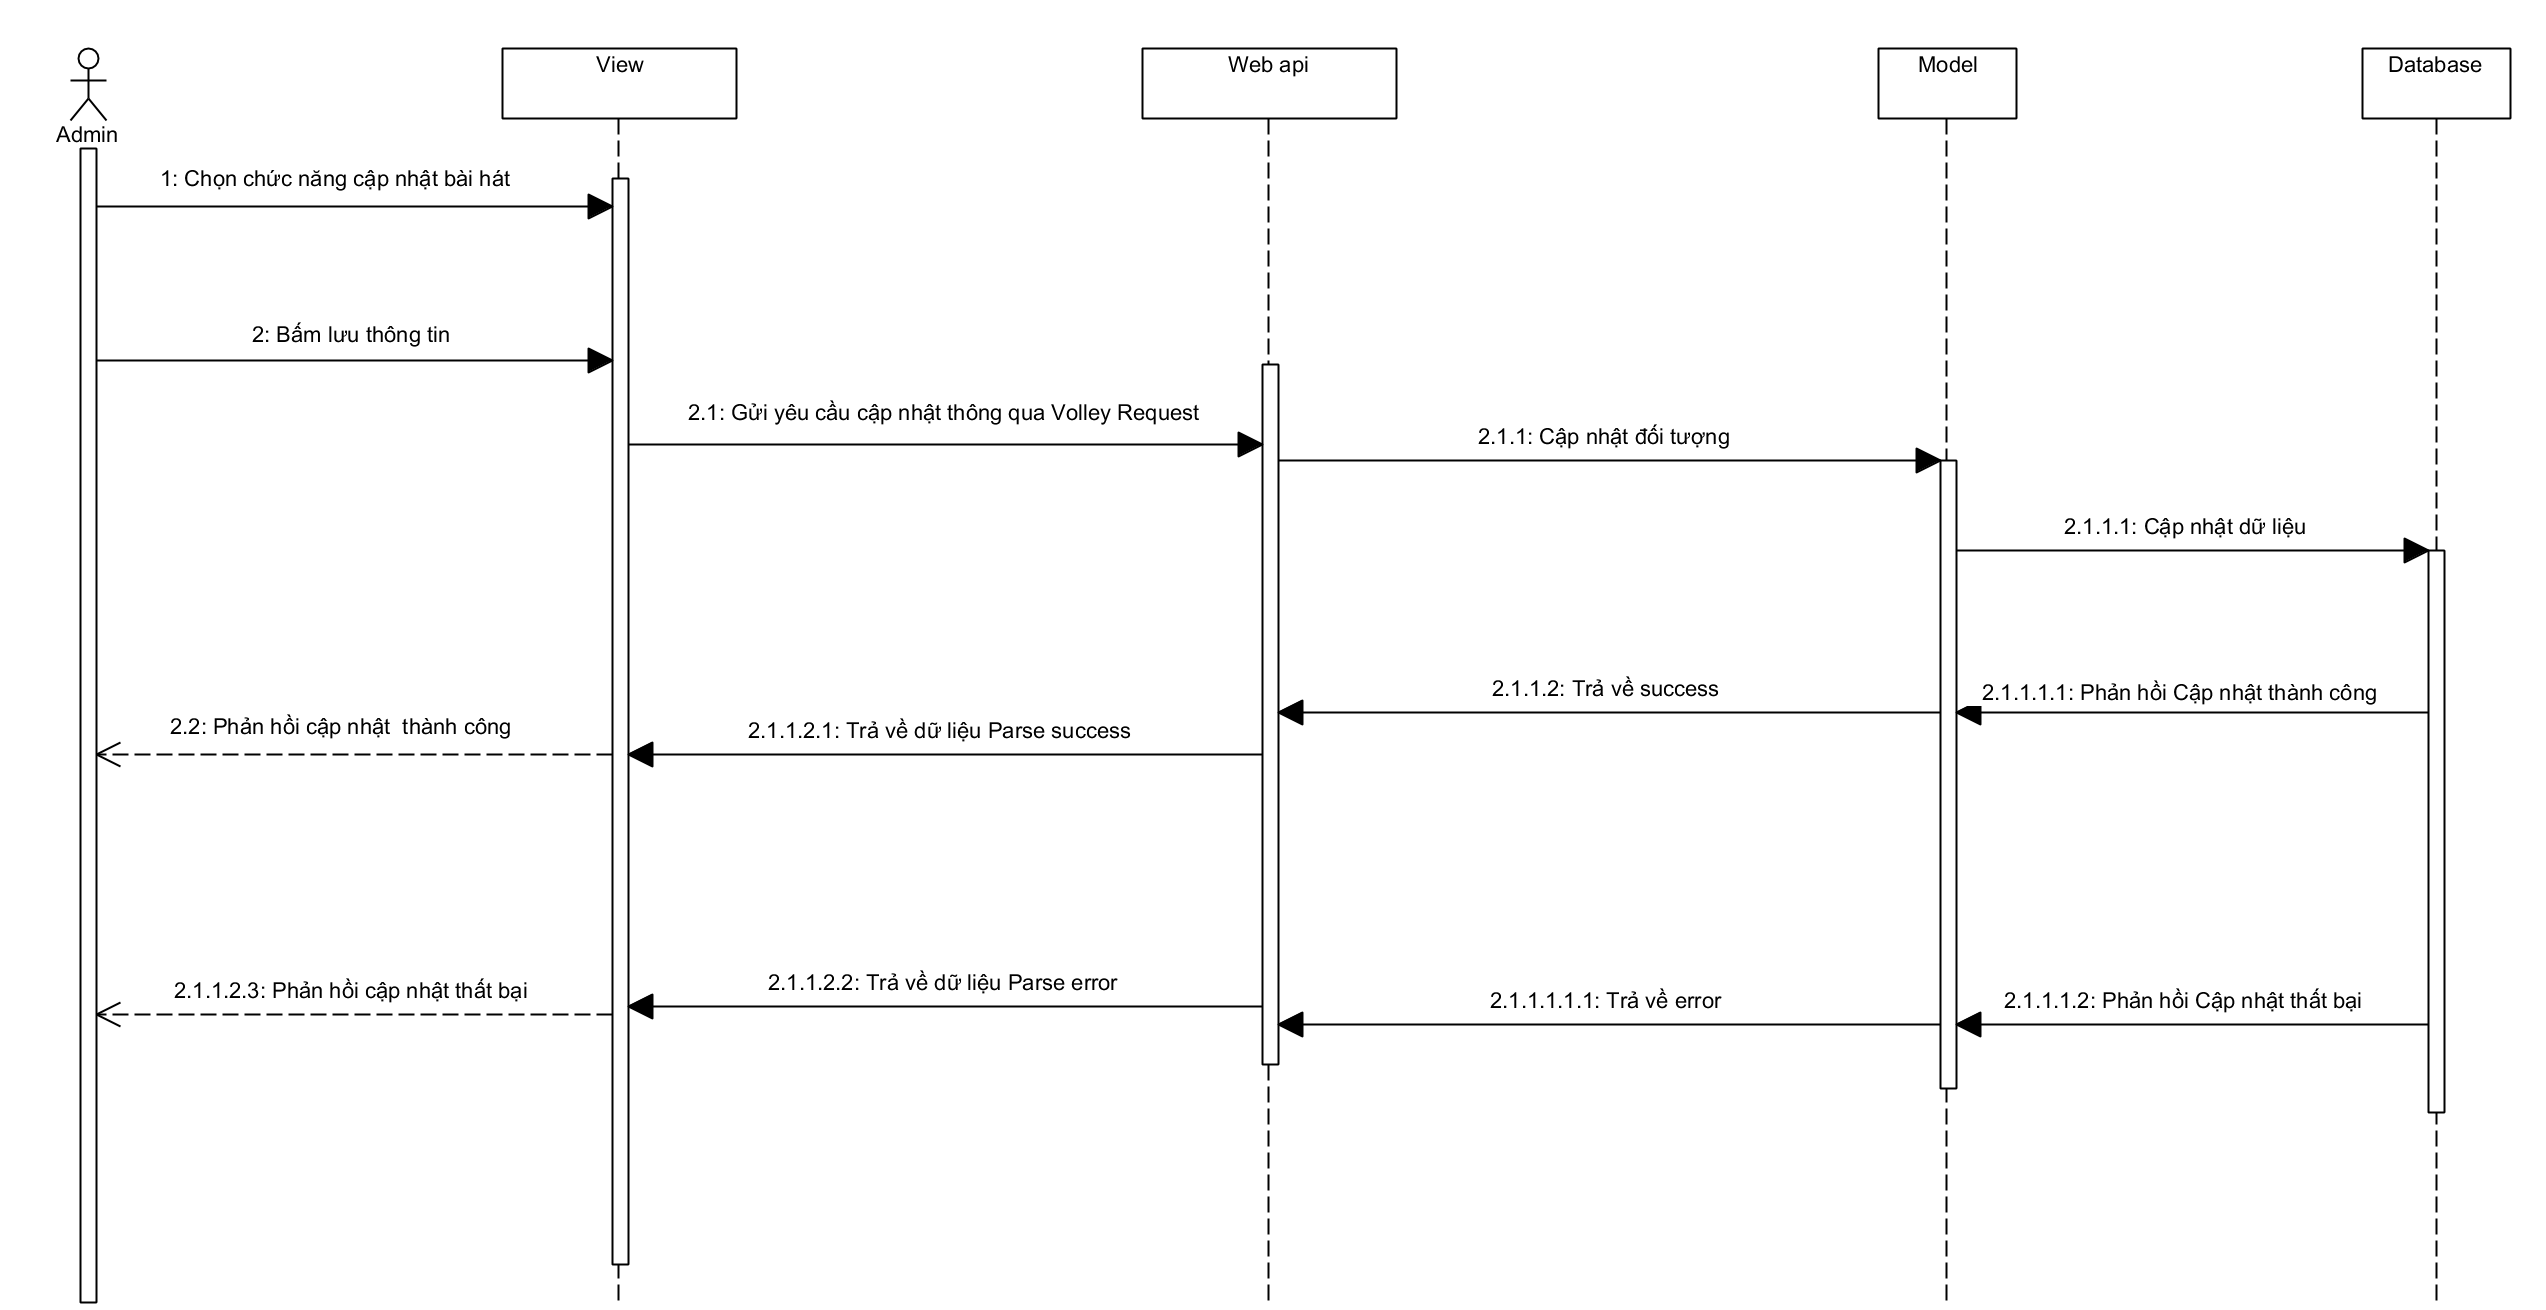 View
Web api
Model
Database
Admin
1: Chọn chức năng cập nhật bài hát
2: Bấm lưu thông tin
2.1: Gửi yêu cầu cập nhật thông qua Volley Request
2.1.1: Cập nhật đối tượng
2.1.1.1: Cập nhật dữ liệu
2.1.1.2: Trả về success
2.1.1.1.1: Phản hồi Cập nhật thành công
2.2: Phản hồi cập nhật  thành công
2.1.1.2.1: Trả về dữ liệu Parse success
2.1.1.2.3: Phản hồi cập nhật thất bại
2.1.1.2.2: Trả về dữ liệu Parse error
2.1.1.1.1.1: Trả về error
2.1.1.1.2: Phản hồi Cập nhật thất bại